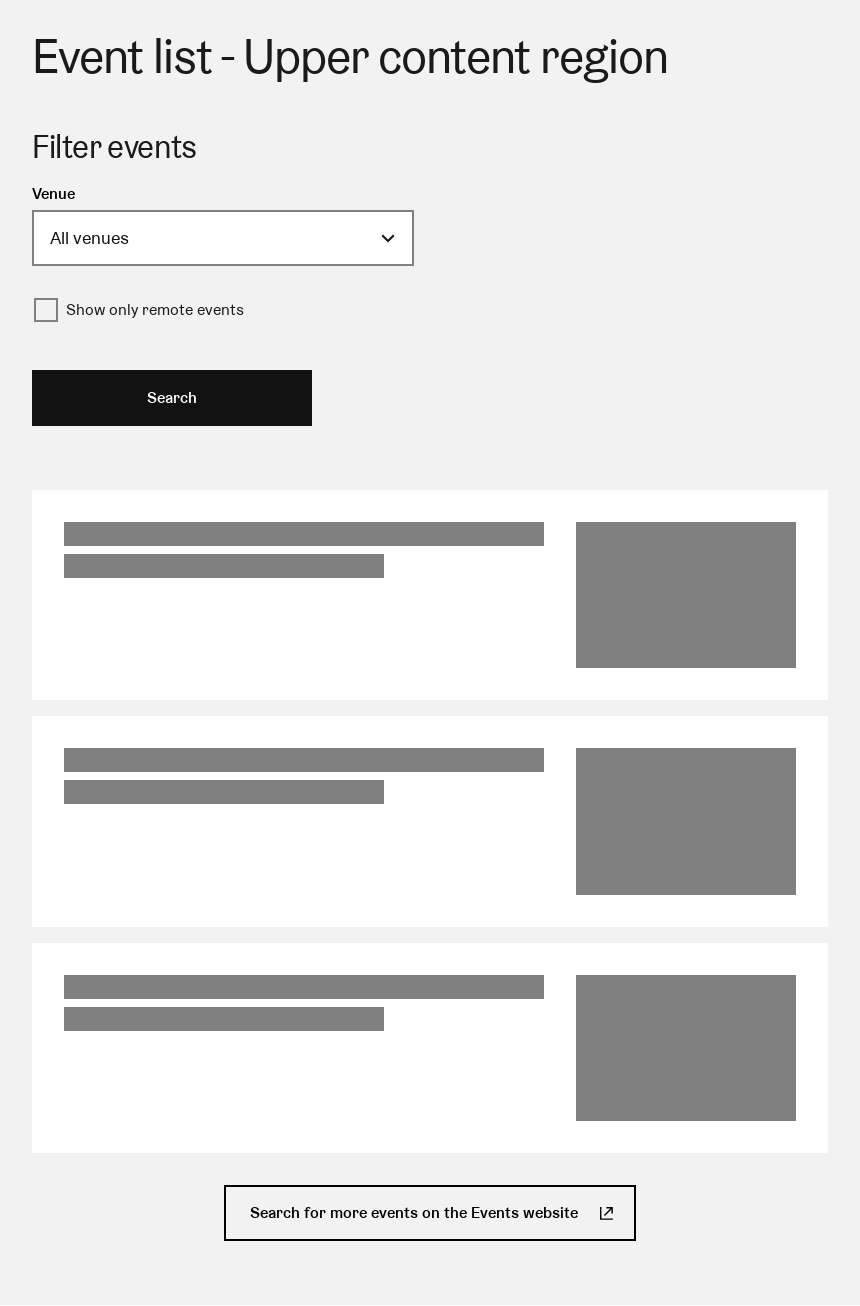 Event list - Upper content region
Filter events
Venue
All venues
Show only remote events
Search
Search for more events on the Events website